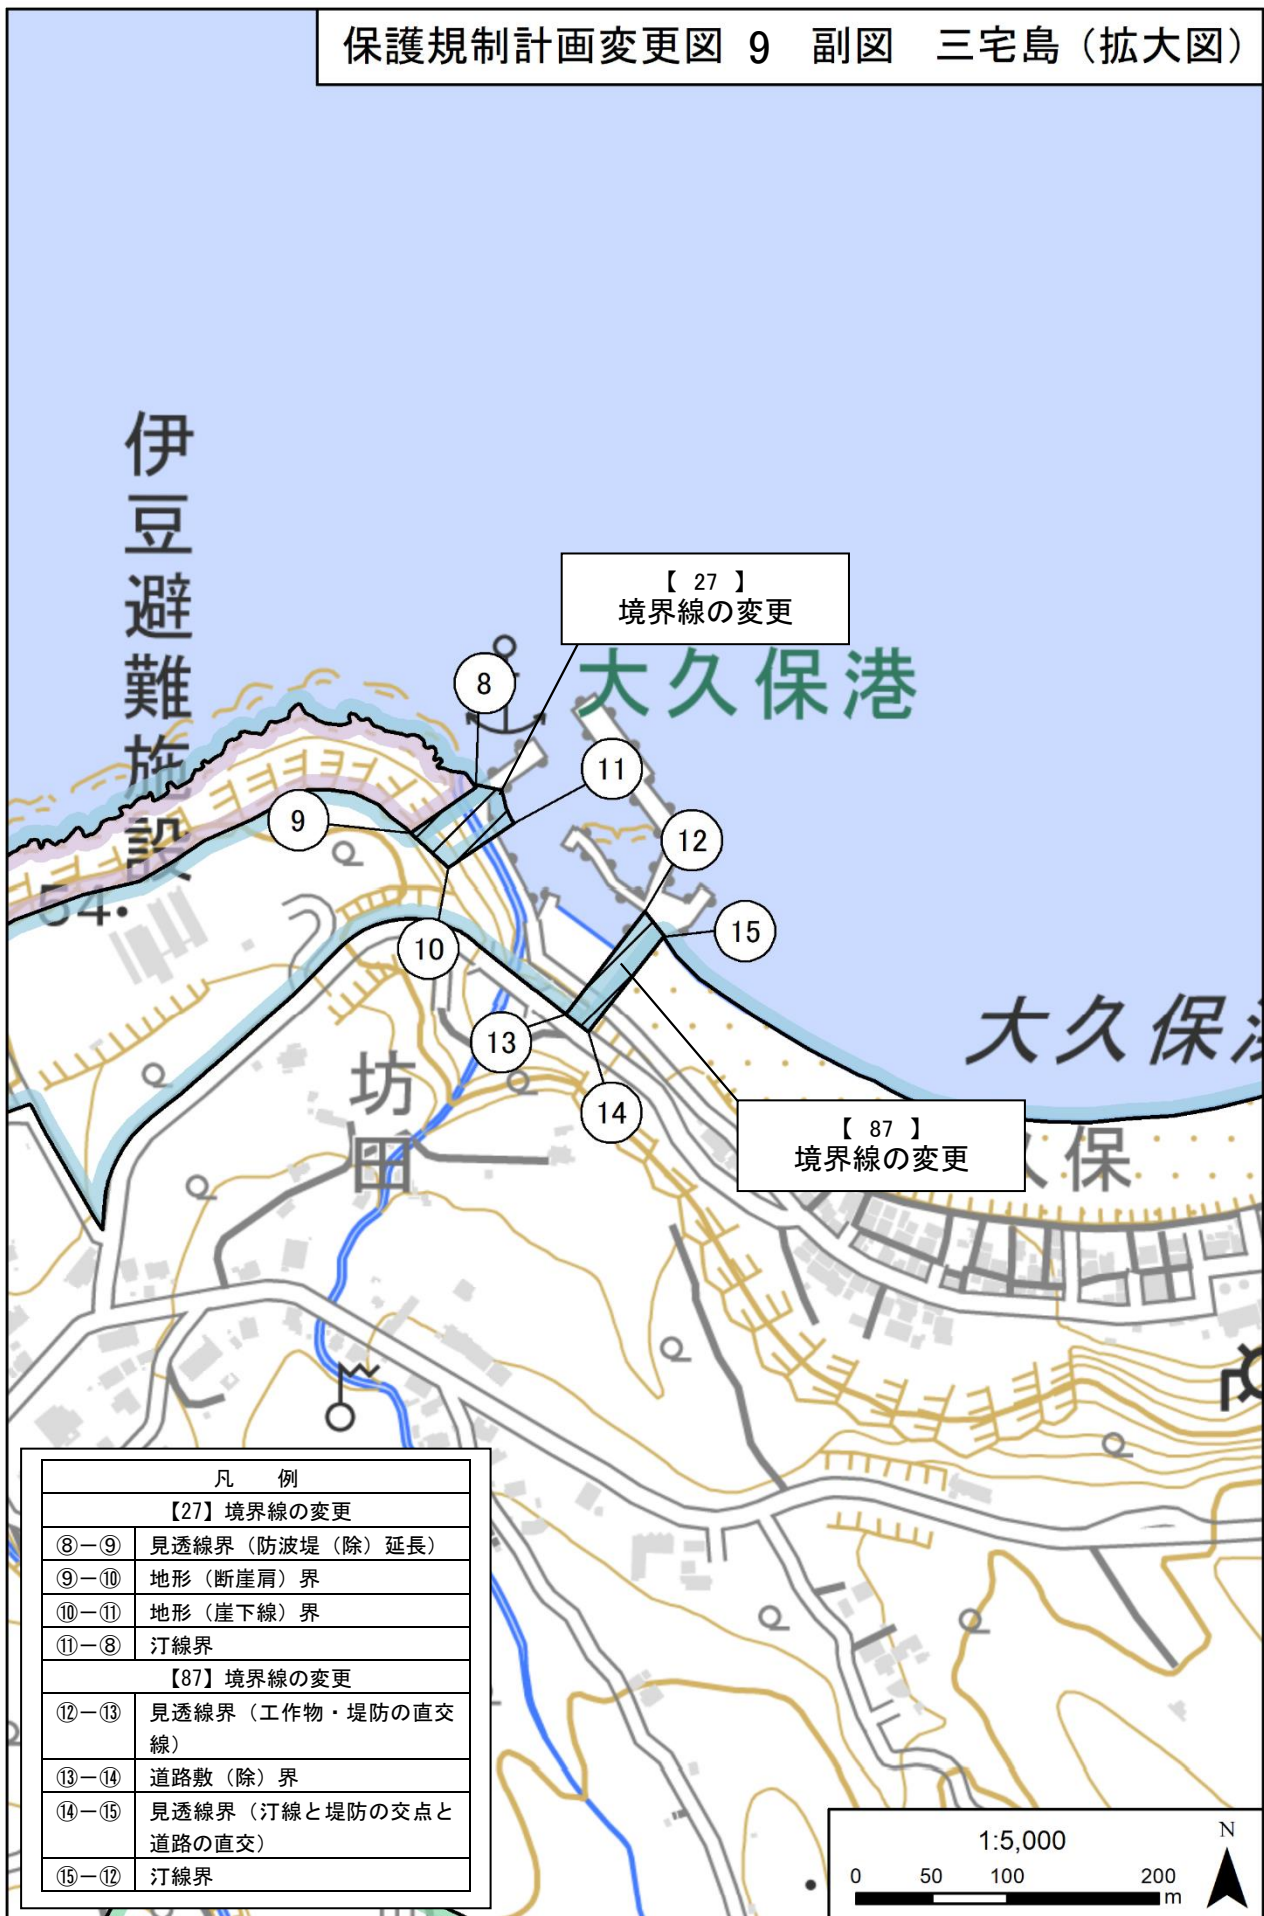 保護規制計画変更図 9　副図　三宅島（拡大図）
伊豆避難施設
【 27 】
境界線の変更
大久保港
8
11
9
12
54
10
15
13
大久保
坊田
14
【 87 】
境界線の変更
保
凡　例
【27】境界線の変更
⑧－⑨ 見透線界（防波堤（除）延長）
⑨－⑩ 地形（断崖肩）界
⑩－⑪ 地形（崖下線）界
⑪－⑧ 汀線界
【87】境界線の変更
⑫－⑬ 見透線界（工作物・堤防の直交
線）
⑬－⑭ 道路敷（除）界
⑭－⑮ 見透線界（汀線と堤防の交点と
道路の直交）
⑮－⑫ 汀線界
1:5,000
N
0 50 100 200
m